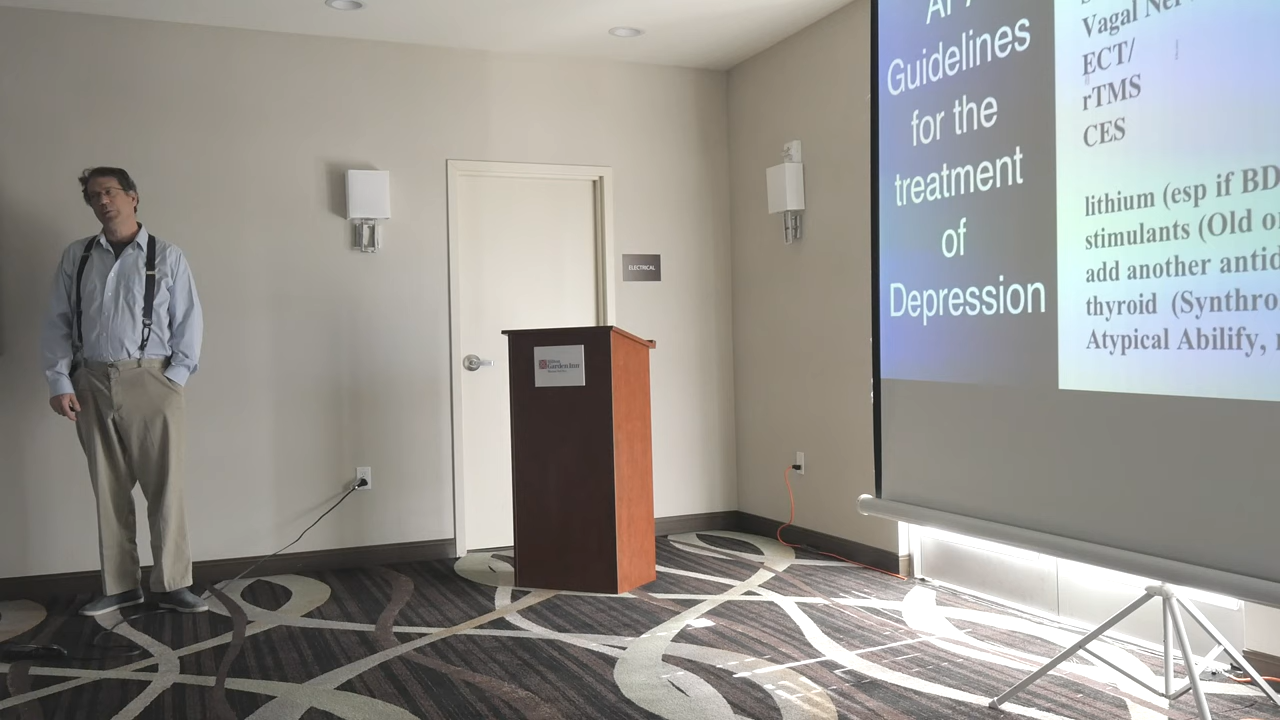 ELECTRICAL
Garden Inn
Guidelines
for the
treatment
of
Depression
Vagal
ECT/
rTMS
CES
lithium (esp if BD
stimulants (Old
add another
thyroid
Atypical Abilify,